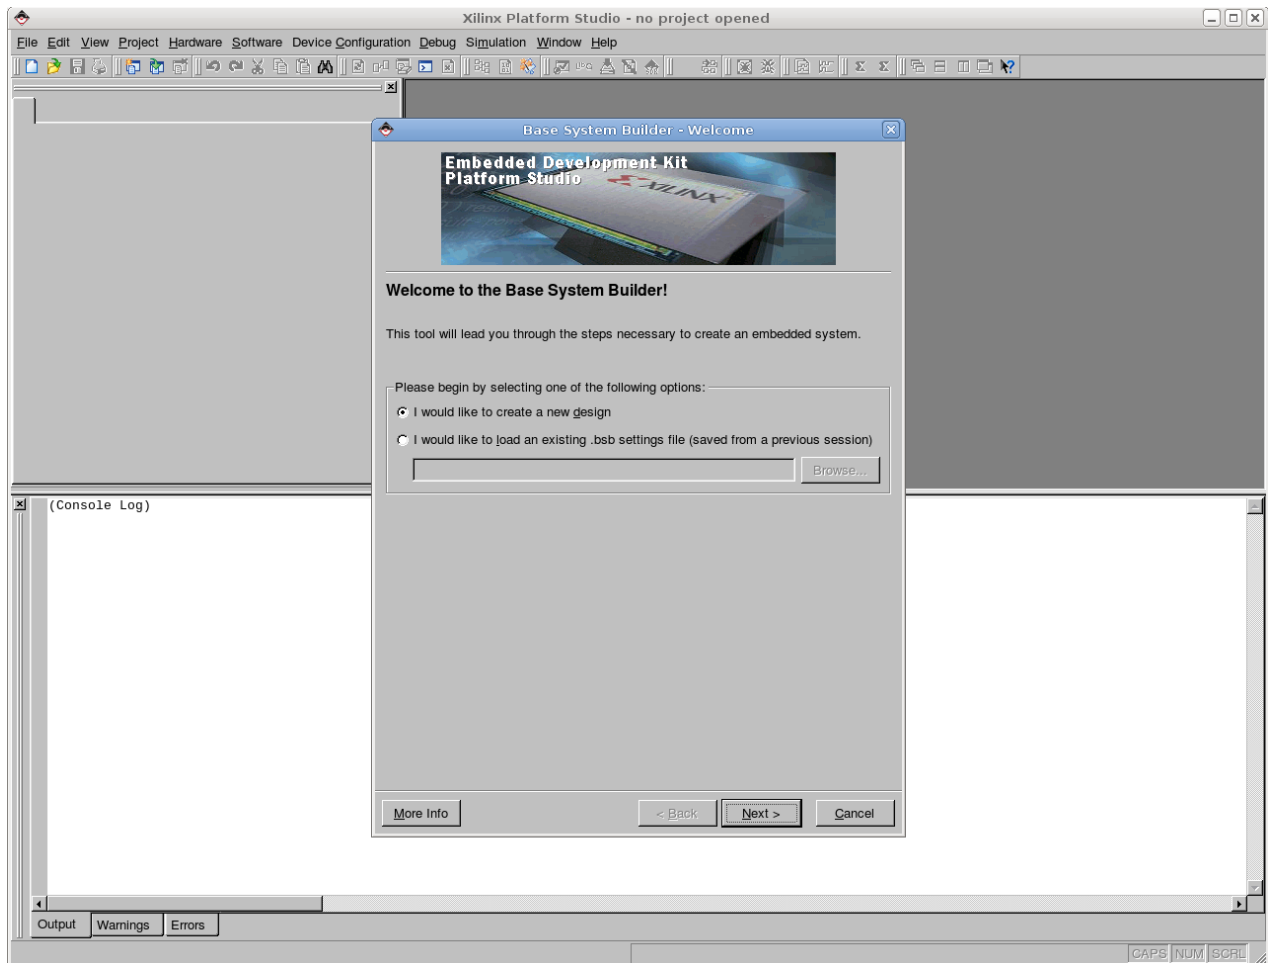 Xilinx Platform Studio - no project opened
File Edit View Project Hardware Software Device Configuration Debug Simulation Window Help
Base System Builder - Welcome
Embedded Development Kit
Platform Studio
XILINX
Welcome to the Base System Builder!
This tool will lead you through the steps necessary to create an embedded system.
Please begin by selecting one of the following options:
I would like to create a new design
I would like to load an existing .bsb settings file (saved from a previous session)
Browse...
(Console Log)
More Info < Back Next > Cancel
Output Warnings Errors
CAPS NUM SCRL